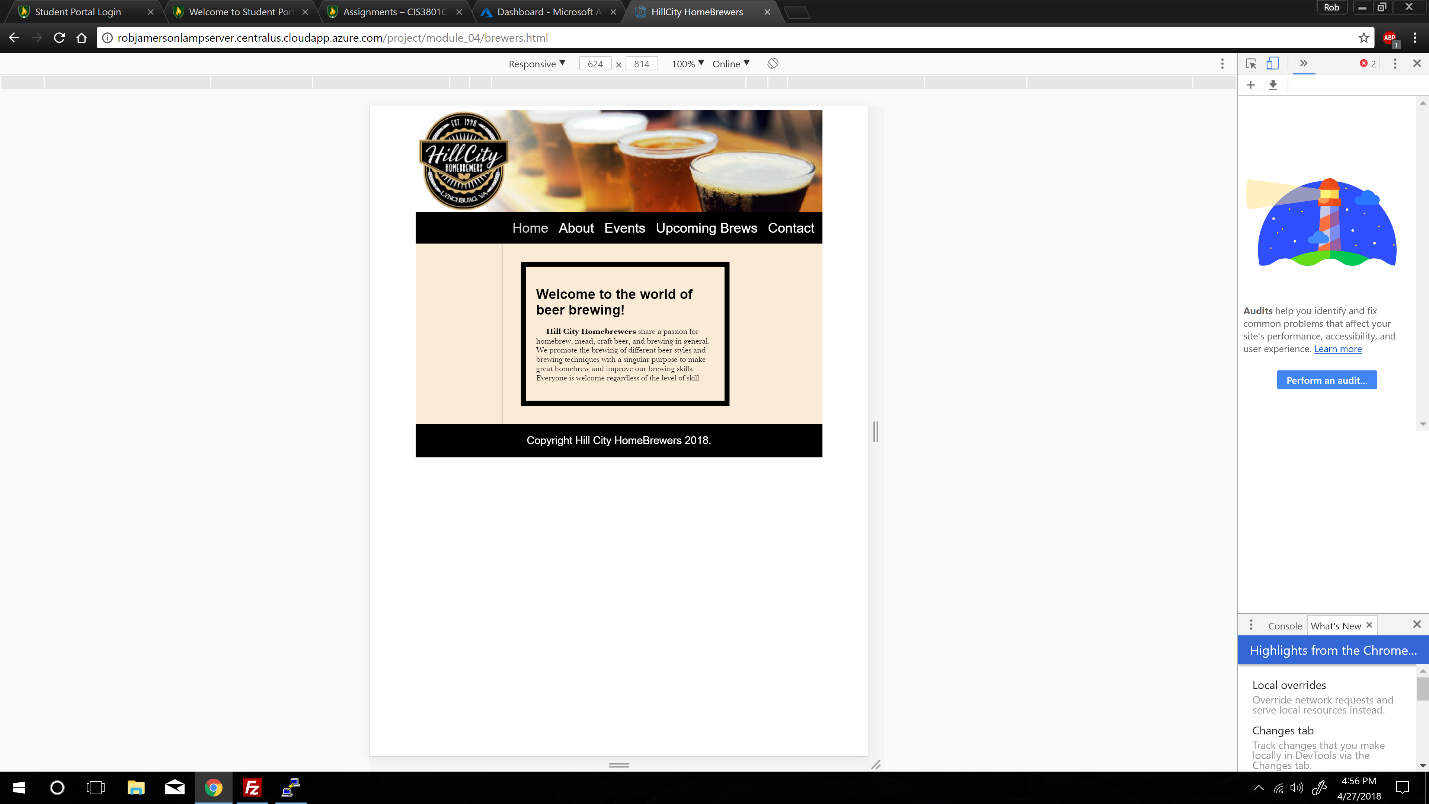 Student Portal Login
Welcome to Student Port
Assignments – CIS3801C
Dashboard - Microsoft A
HillCity HomeBrewers
Rob
robjamersonlampserver.centralus.cloudapp.azure.com/project/module_04/brewers.html
ABP
1
Responsive
624
x
814
100%
Online
2
EST. 1998
HillCity
HOMEBREWERS
LYNCHBURG, VA
Home About Events Upcoming Brews Contact
Welcome to the world of
beer brewing!
Hill City Homebrewers share a passion for
homebrew, mead, craft beer, and brewing in general.
We promote the brewing of different beer styles and
brewing techniques with a singular purpose to make
great homebrew and improve our brewing skills.
Everyone is welcome regardless of the level of skill.
Copyright Hill City HomeBrewers 2018.
Audits help you identify and fix
common problems that affect your
site's performance, accessibility, and
user experience. Learn more
Perform an audit...
Console What's New
Highlights from the Chrome...
Local overrides
Override network requests and
serve local resources instead.
Changes tab
Track changes that you make
locally in DevTools via the
Changes tab.
Fz
4:56 PM
4/27/2018